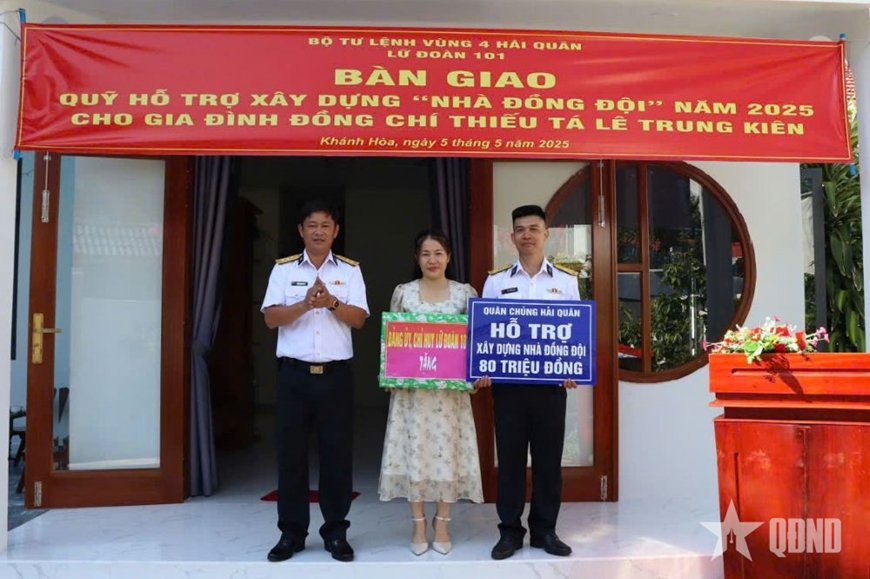 BỘ TƯ LỆNH VÙNG 4 HẢI QUÂN
LỮ ĐOÀN 101
BÀN GIAO
QUỸ HỖ TRỢ XÂY DỰNG “NHÀ ĐỒNG ĐỘI” NĂM 2025
CHO GIA ĐÌNH ĐỒNG CHÍ THIẾU TÁ LÊ TRUNG KIÊN
Khánh Hòa, ngày 5 tháng 5 năm 2025
ĐẢNG ỦY, CHỈ HUY LỮ ĐOÀN 10
TẶNG
QUÂN CHỦNG HẢI QUÂN
HỖ TRỢ
XÂY DỰNG NHÀ ĐỒNG ĐỘI
80 TRIỆU ĐỒNG
QĐND